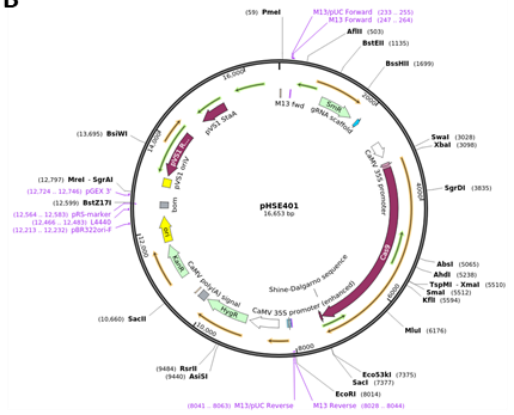 B
(59) PmeI
M13/pUC Forward (233 .. 255)
M13 Forward (247 .. 264)
AflII (503)
BstEII (1135)
BssHII (1699)
SwaI (3028)
XbaI (3098)
SgrDI (3835)
AbsI (5065)
AhdI (5238)
TspMI - XmaI (5510)
SmaI (5512)
KflI (5594)
MluI (6176)
Eco53kI (7375)
SacI (7377)
EcoRI (8014)
M13 Reverse (8028 .. 8044)
(8041 .. 8063) M13/pUC Reverse
(9440) AsiSI
(9484) RsrII
(10,660) SacII
(12,213 .. 12,232) pBR322ori-F
(12,466 .. 12,483) L4440
(12,564 .. 12,583) pRS-marker
(12,599) BstZ17I
(12,724 .. 12,746) pGEX 3'
(12,797) MreI - SgrAI
(13,695) BsiWI
2000
4000
6000
8000
10,000
12,000
14,000
16,000
M13 fwd
SmR
gRNA scaffold
CaMV 35S promoter
Cas9
Shine-Dalgarno sequence
CaMV 35S promoter (enhanced)
HygR
CaMV poly(A) signal
KanR
ori
bom
pVS1 oriV
pVS1 R...
pVS1 StaA
pHSE401
16,653 bp